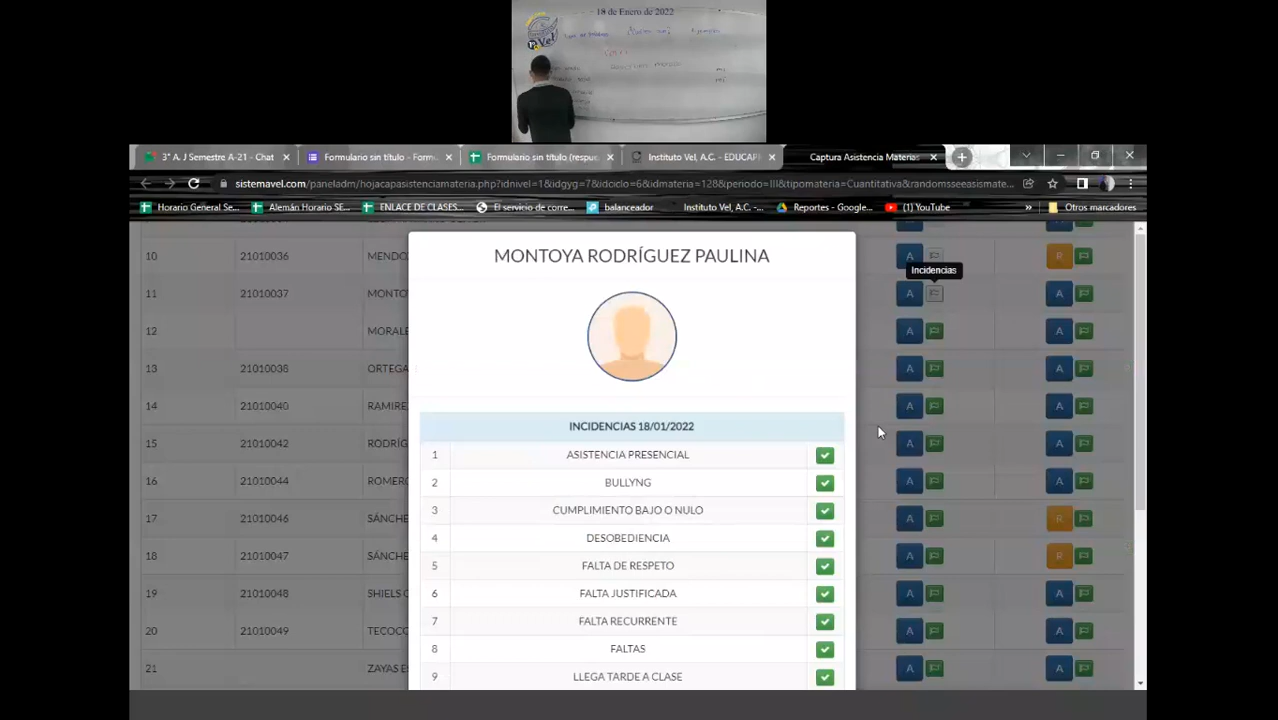 18 de Enero de 2022
Vel
3° A. J Semestre A-21 - Chat
Formulario sin título - Formu
Formulario sin título (respue
Instituto Vel, A.C. - EDUCAP
Captura Asistencia Materias
sistemavel.com/paneladm/hojacapasistenciamateria.php?idnivel=1&idgyg=7&idciclo=6&idmateria=128&periodo=III&tipomateria=Cuantitativa&randomsseeasismate...
Horario General Se...
Alemán Horario SE...
ENLACE DE CLASES...
El servicio de corre...
balanceador
Instituto Vel, A.C. -...
Reportes - Google...
(1) YouTube
»
Otros marcadores
MONTOYA RODRÍGUEZ PAULINA
10 21010036 MENDO A R
Incidencias
11 21010037 MONTO A A
12 MORALE A A
13 21010038 ORTEGA A A
14 21010040 RAMIRE A A
15 21010042 RODRÍG A A
16 21010044 ROMER A A
17 21010046 SÁNCHE A R
18 21010047 SÁNCHE A R
19 21010048 SHIELS A A
20 21010049 TECOCO A A
21 ZAYAS E A A
INCIDENCIAS 18/01/2022
1 ASISTENCIA PRESENCIAL
2 BULLYNG
3 CUMPLIMIENTO BAJO O NULO
4 DESOBEDIENCIA
5 FALTA DE RESPETO
6 FALTA JUSTIFICADA
7 FALTA RECURRENTE
8 FALTAS
9 LLEGA TARDE A CLASE